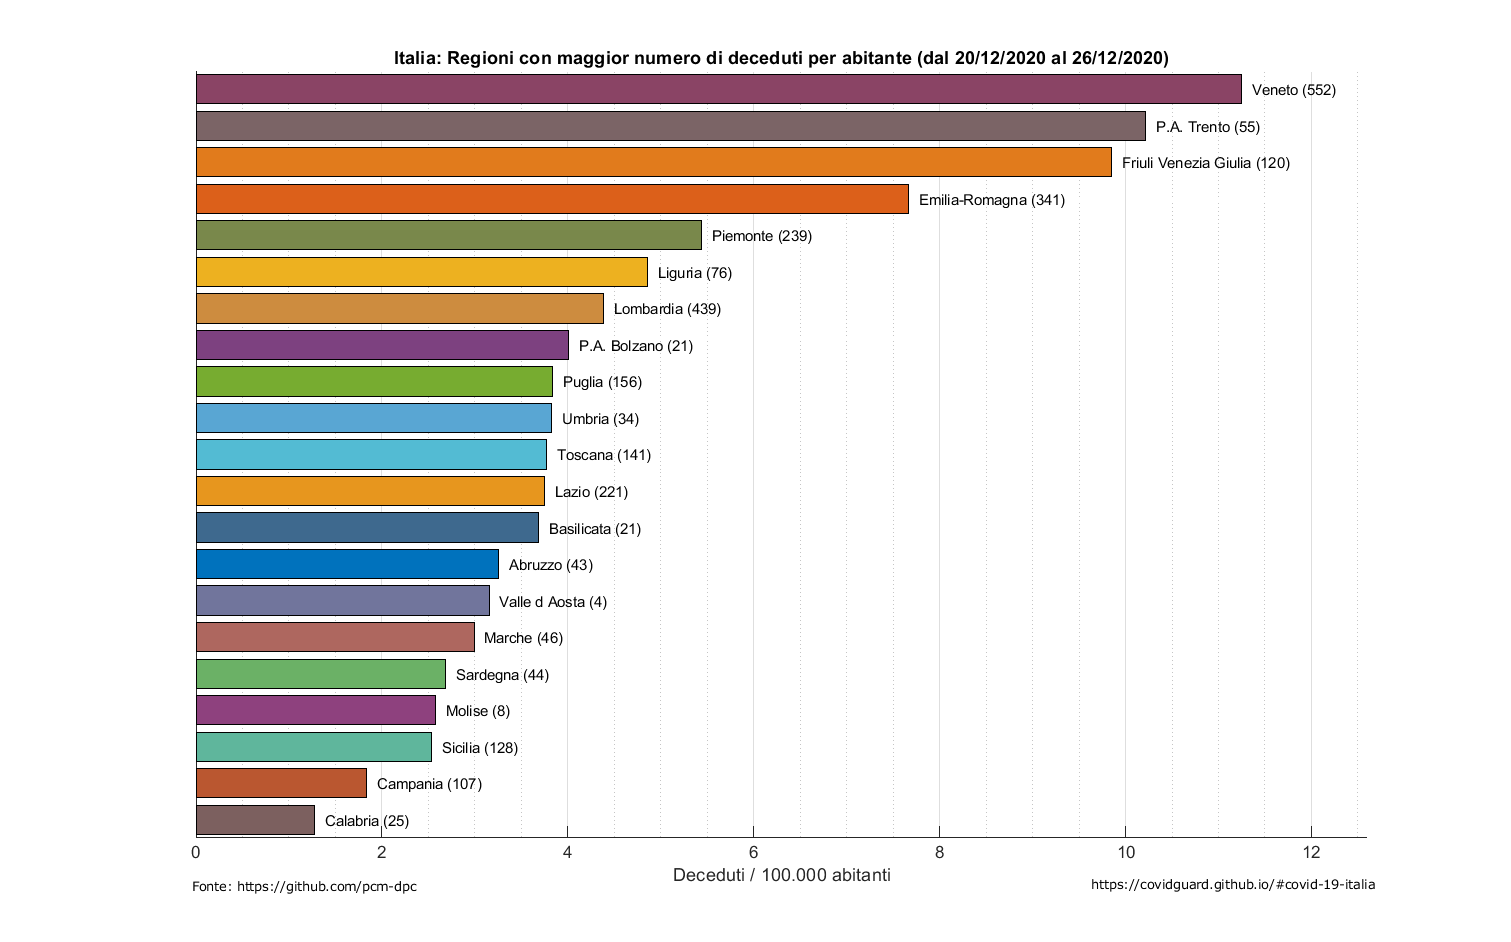 Italia: Regioni con maggior numero di deceduti per abitante (dal 20/12/2020 al 26/12/2020)
Veneto (552)
P.A. Trento (55)
Friuli Venezia Giulia (120)
Emilia-Romagna (341)
Piemonte (239)
Liguria (76)
Lombardia (439)
P.A. Bolzano (21)
Puglia (156)
Umbria (34)
Toscana (141)
Lazio (221)
Basilicata (21)
Abruzzo (43)
Valle d Aosta (4)
Marche (46)
Sardegna (44)
Molise (8)
Sicilia (128)
Campania (107)
Calabria (25)
0 2 4 6 8 10 12
Deceduti / 100.000 abitanti
Fonte: https://github.com/pcm-dpc
https://covidguard.github.io/#covid-19-italia